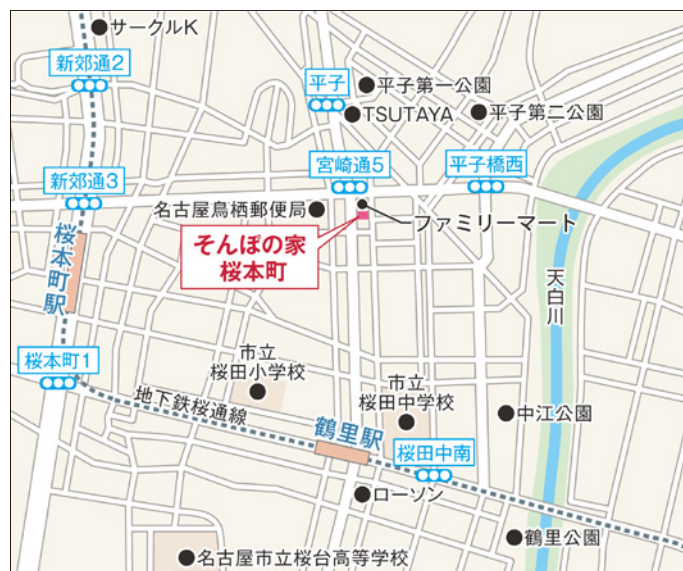 サークルK
新郊通2
平子
平子第一公園
TSUTAYA
平子第二公園
宮崎通5
平子橋西
新郊通3
名古屋鳥栖郵便局
ファミリーマート
そんぽの家
桜本町
桜本町駅
天白川
桜本町1
市立
桜田小学校
市立
桜田中学校
地下鉄桜通線
中江公園
鶴里駅
桜田中南
ローソン
鶴里公園
名古屋市立桜台高等学校